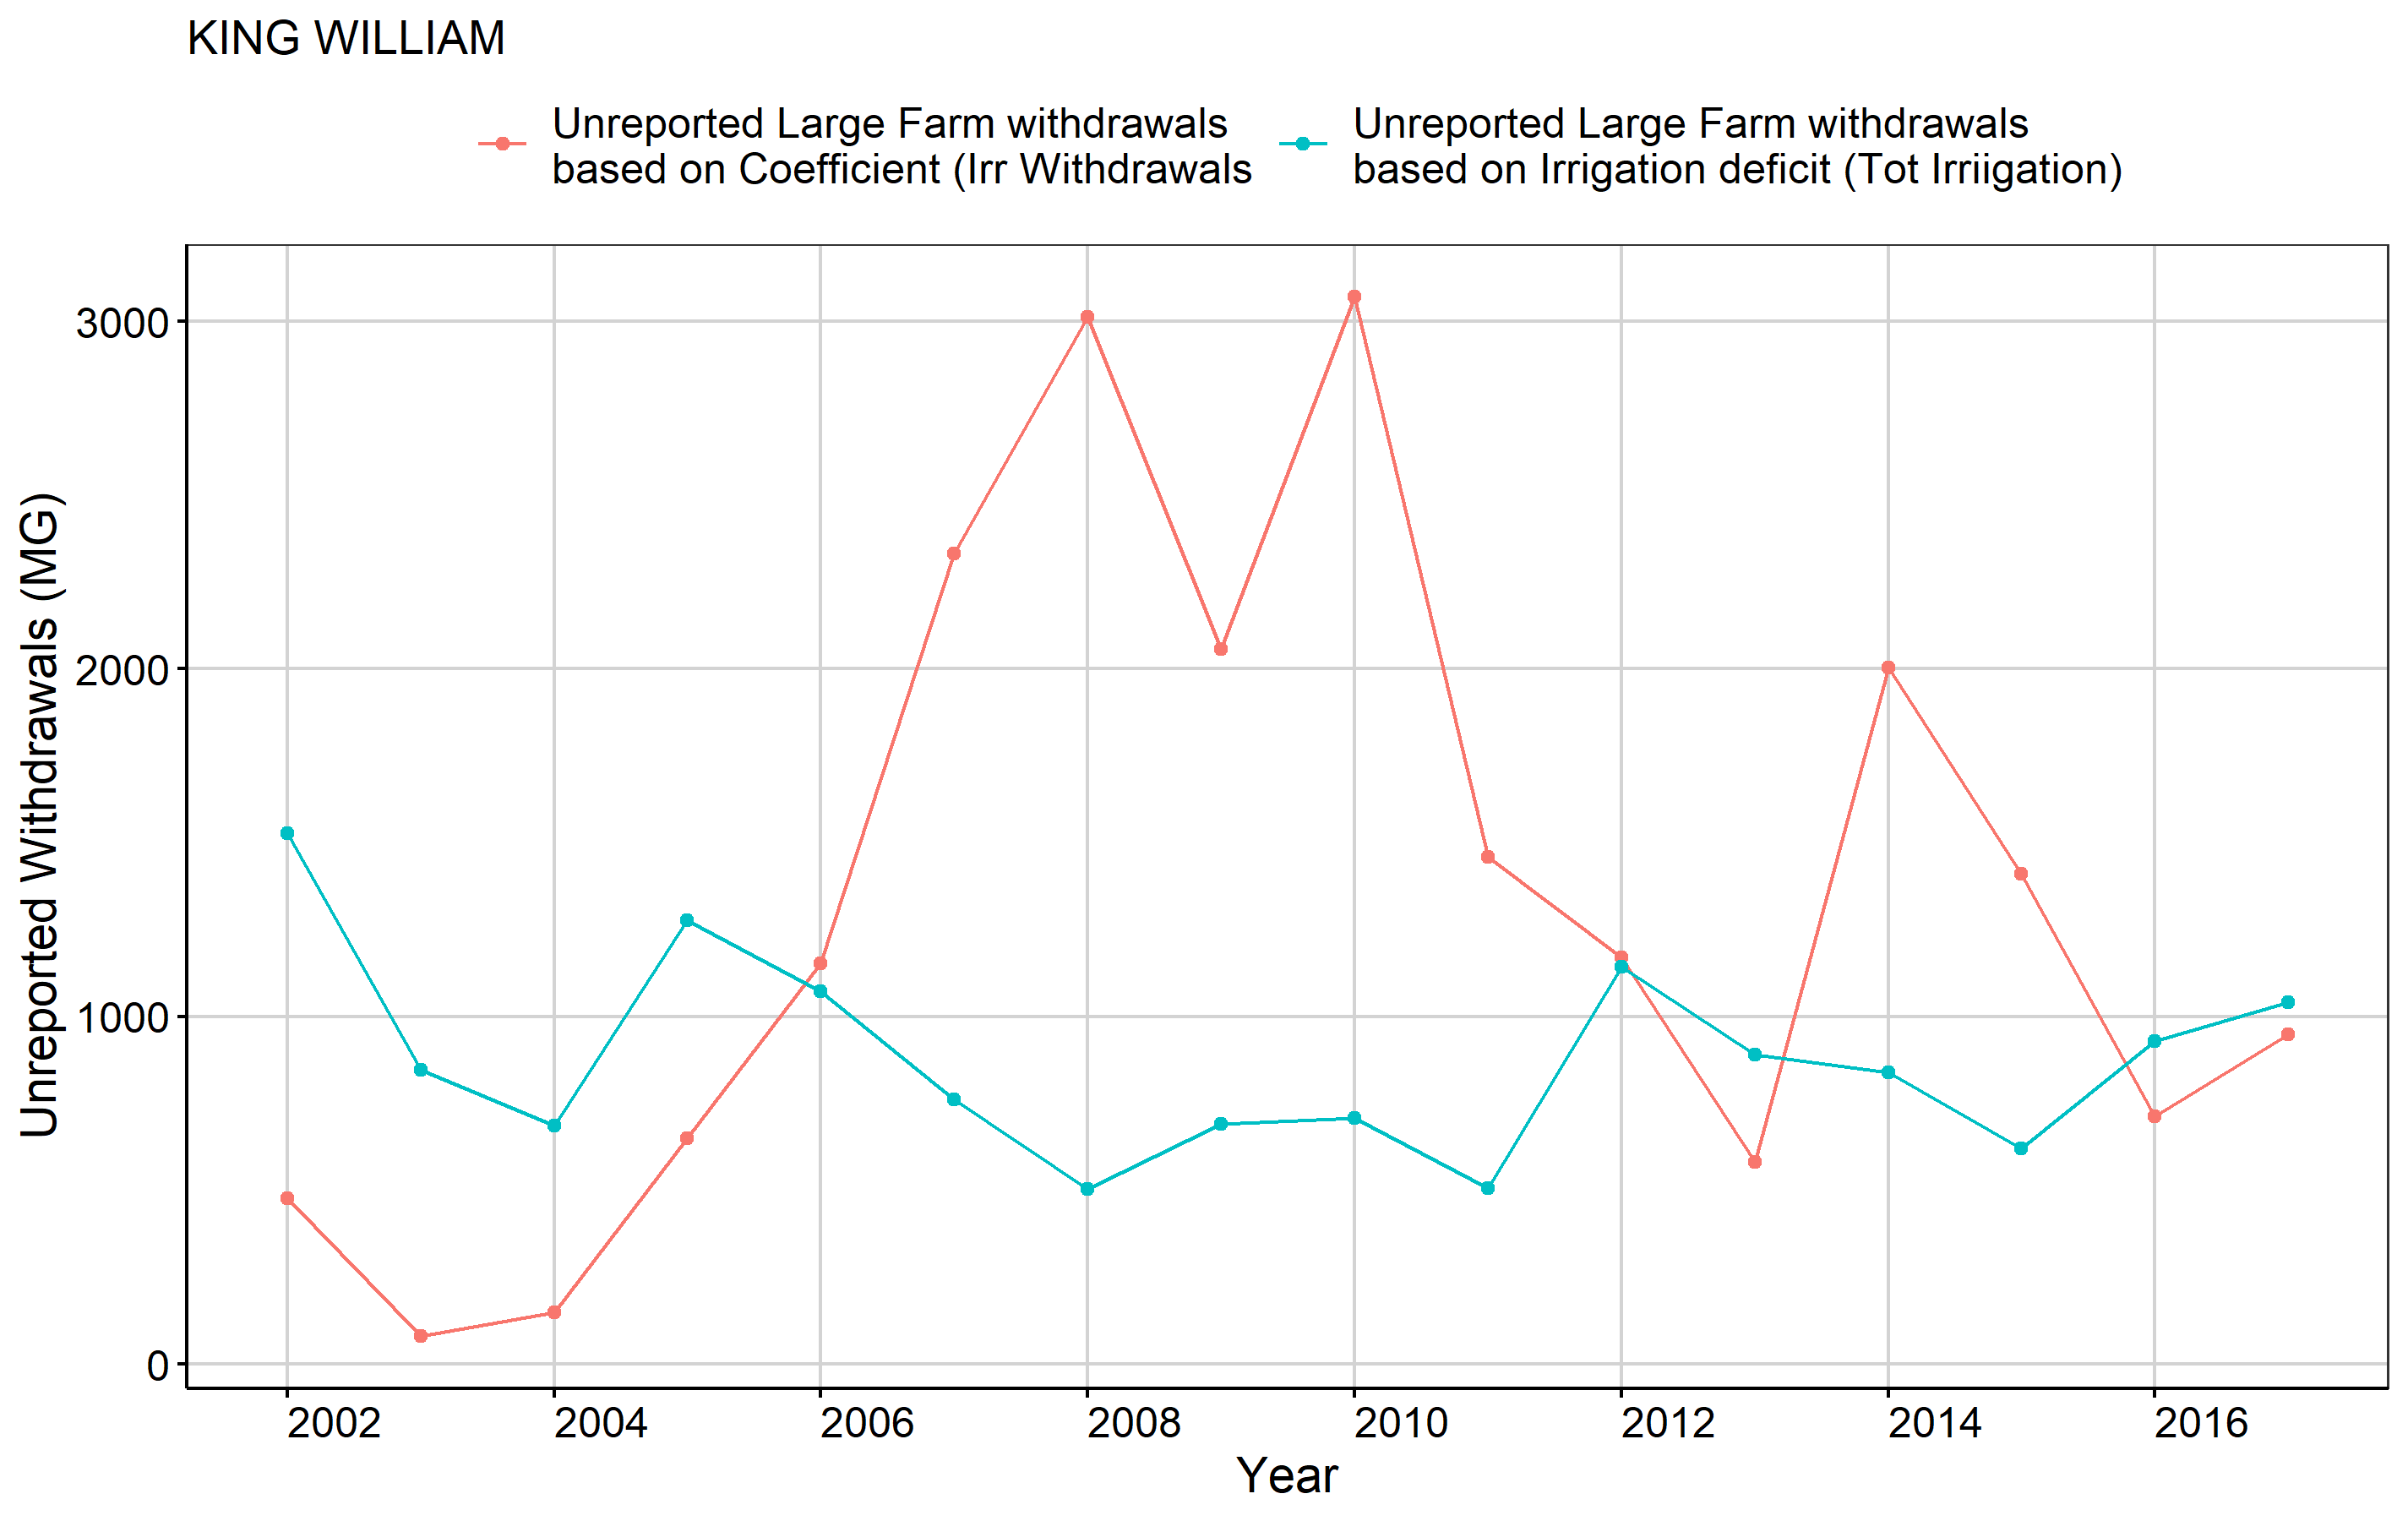 KING WILLIAM
Unreported Large Farm withdrawals
based on Coefficient (Irr Withdrawals
Unreported Large Farm withdrawals
based on Irrigation deficit (Tot Irriigation)
Unreported Withdrawals (MG)
3000
2000
1000
0
2002 2004 2006 2008 2010 2012 2014 2016
Year